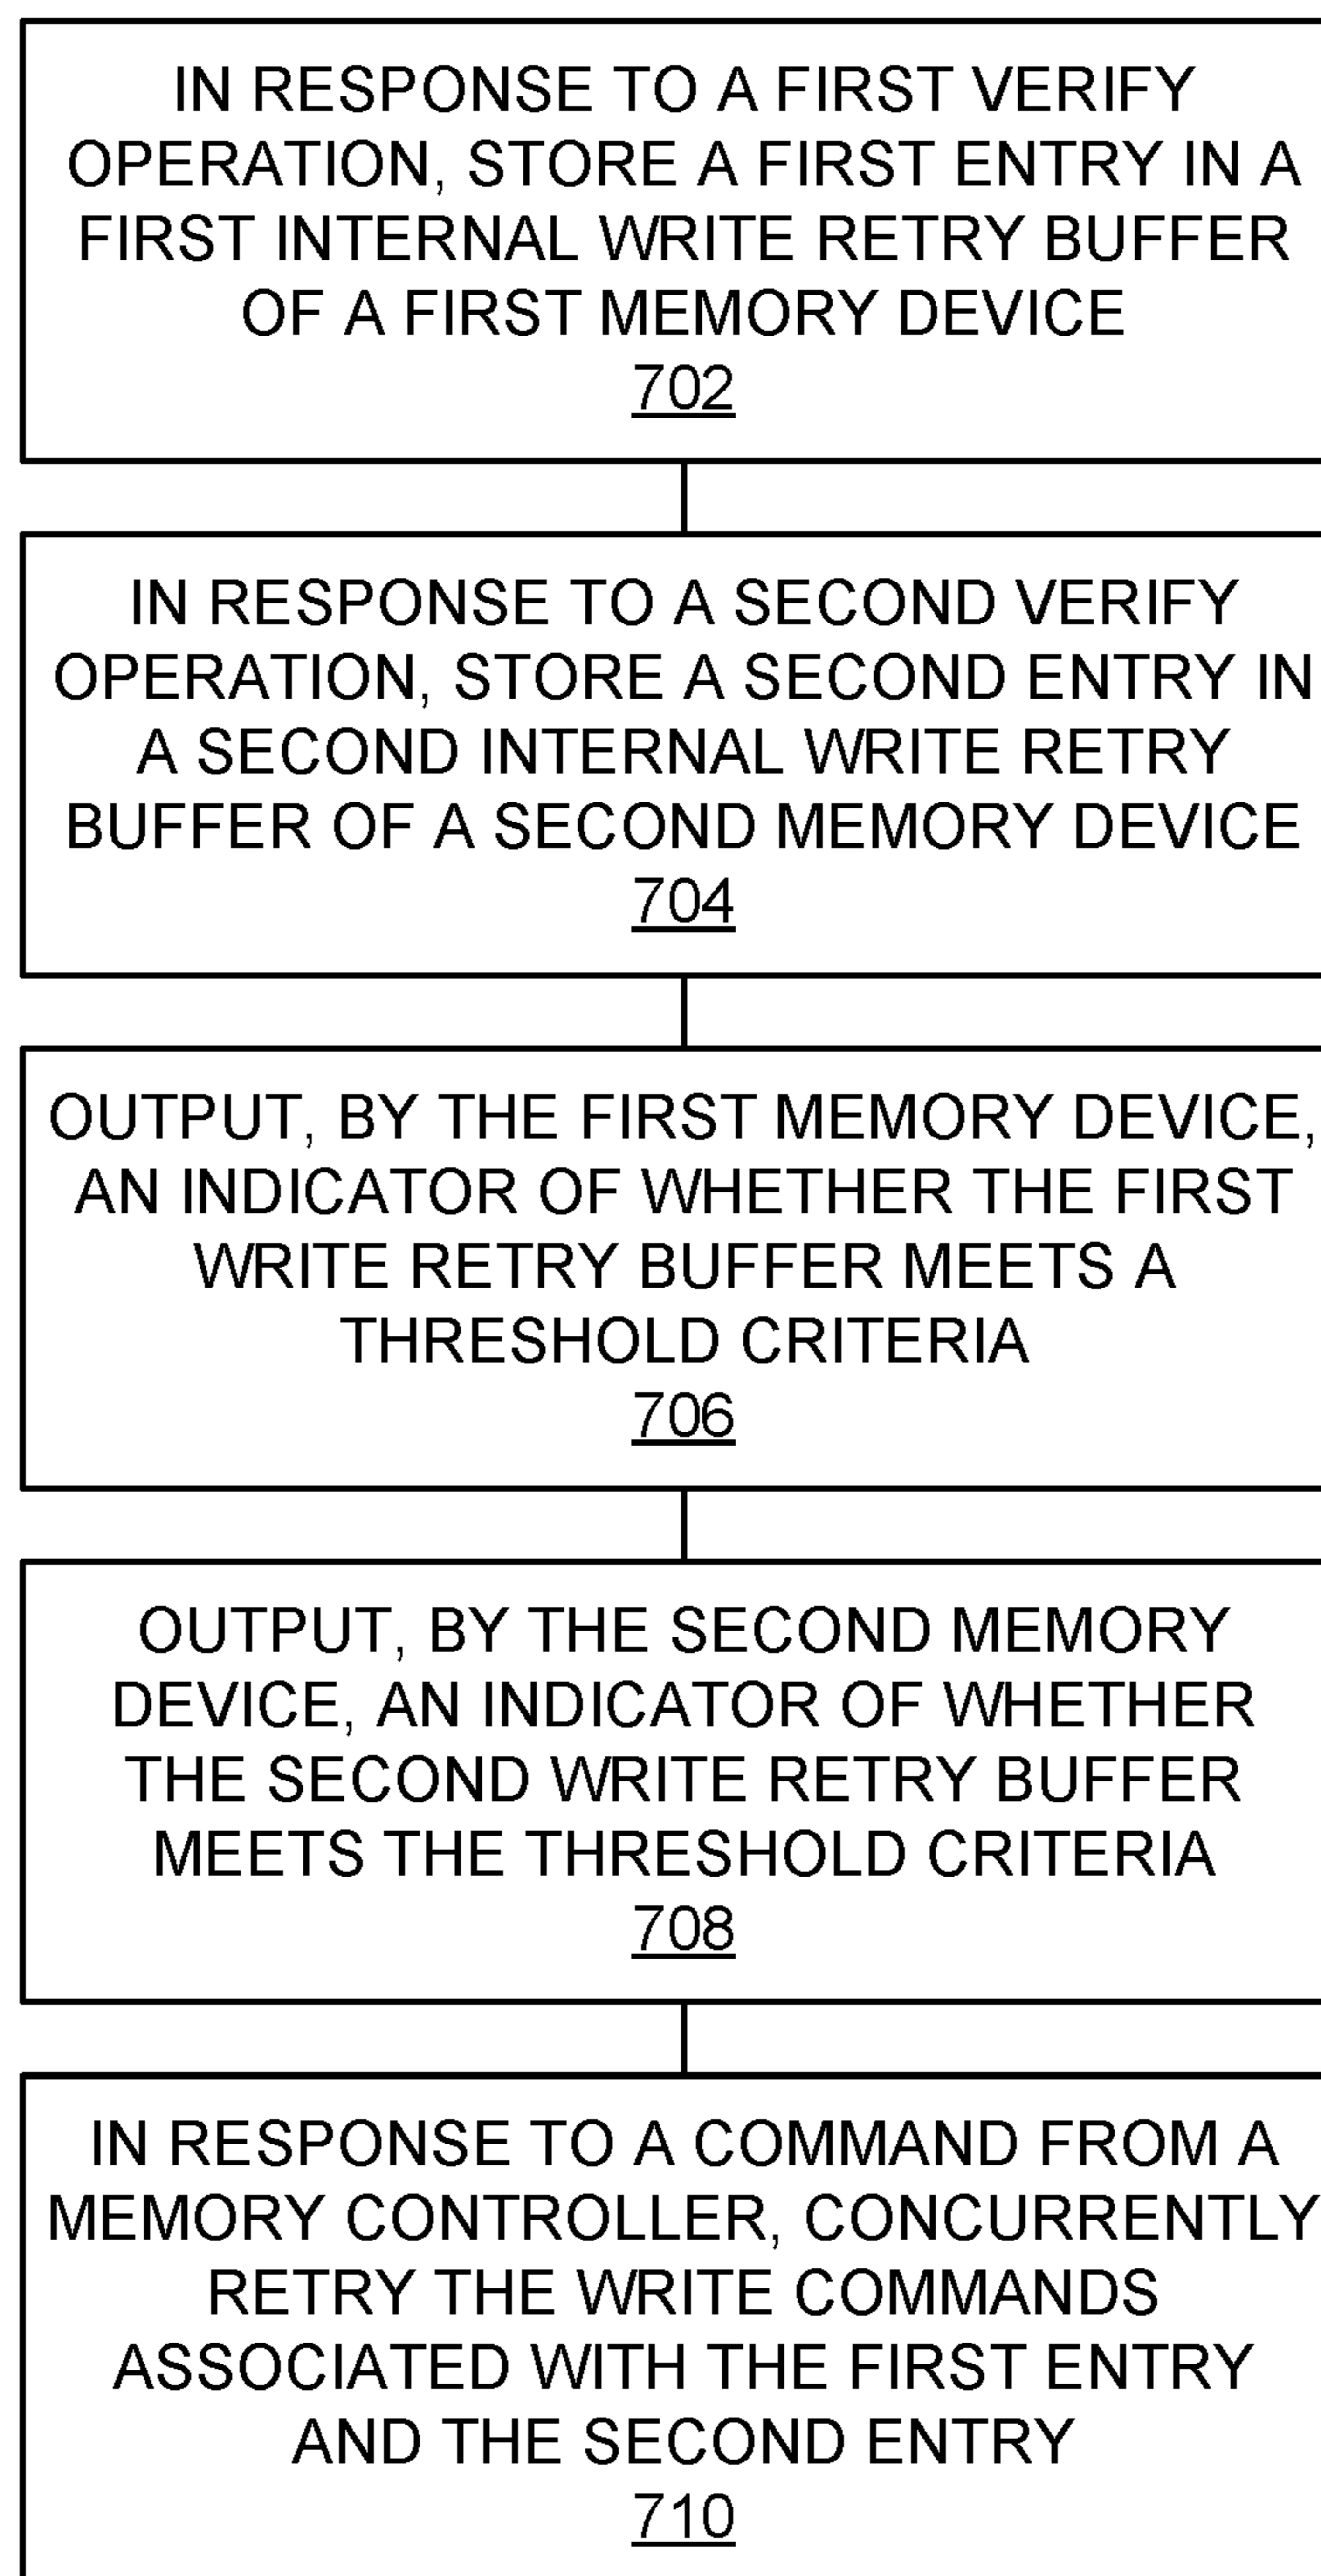 IN RESPONSE TO A FIRST VERIFY
OPERATION, STORE A FIRST ENTRY IN A
FIRST INTERNAL WRITE RETRY BUFFER
OF A FIRST MEMORY DEVICE
702
IN RESPONSE TO A SECOND VERIFY
OPERATION, STORE A SECOND ENTRY IN
A SECOND INTERNAL WRITE RETRY
BUFFER OF A SECOND MEMORY DEVICE
704
OUTPUT, BY THE FIRST MEMORY DEVICE,
AN INDICATOR OF WHETHER THE FIRST
WRITE RETRY BUFFER MEETS A
THRESHOLD CRITERIA
706
OUTPUT, BY THE SECOND MEMORY
DEVICE, AN INDICATOR OF WHETHER
THE SECOND WRITE RETRY BUFFER
MEETS THE THRESHOLD CRITERIA
708
IN RESPONSE TO A COMMAND FROM A
MEMORY CONTROLLER, CONCURRENTLY
RETRY THE WRITE COMMANDS
ASSOCIATED WITH THE FIRST ENTRY
AND THE SECOND ENTRY
710